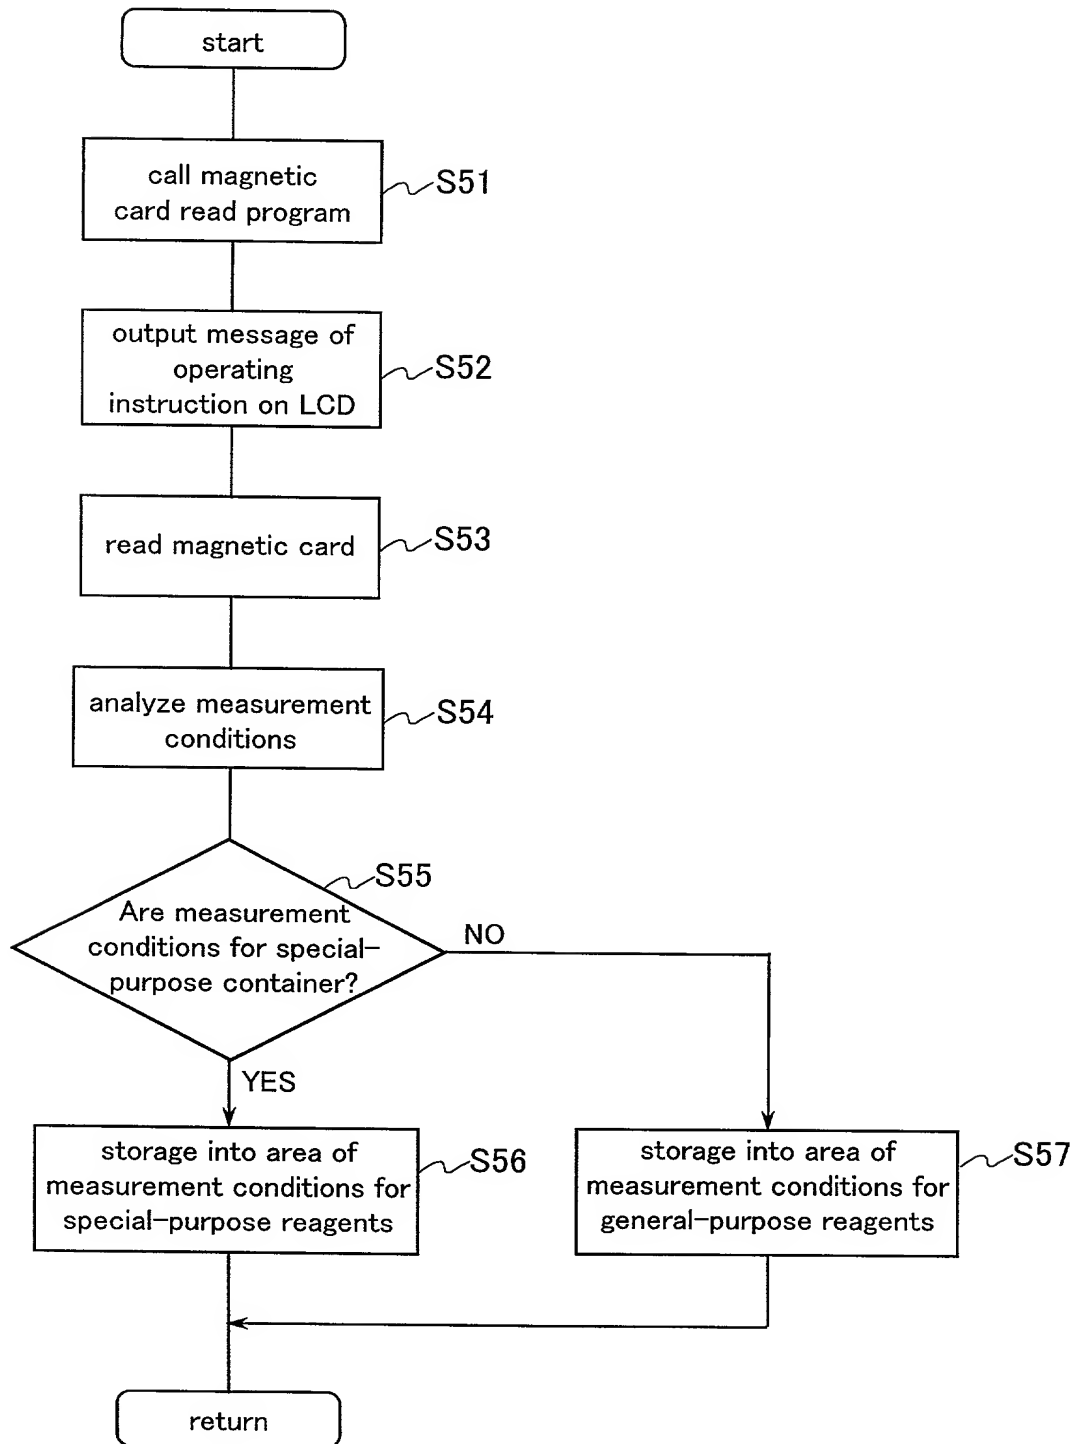 start
call magnetic
card read program
S51
output message of
operating
instruction on LCD
S52
read magnetic card
S53
analyze measurement
conditions
S54
S55
Are measurement
conditions for special-
purpose container?
NO
YES
storage into area of
measurement conditions for
special-purpose reagents
S56
storage into area of
measurement conditions for
general-purpose reagents
S57
return